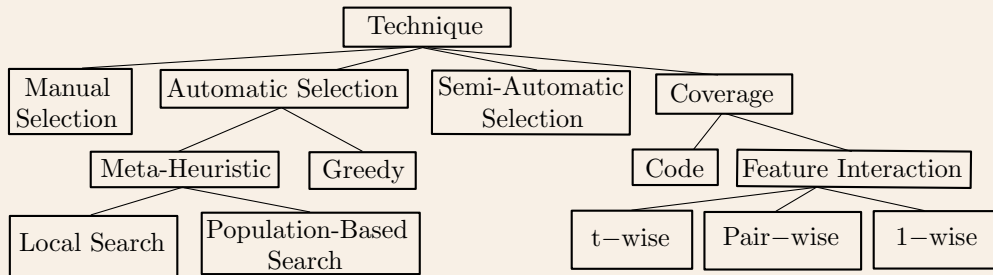 Technique
Manual
Selection
Automatic Selection
Semi-Automatic
Selection
Coverage
Meta-Heuristic
Greedy
Code
Feature Interaction
Local Search
Population-Based
Search
t−wise
Pair−wise
1−wise